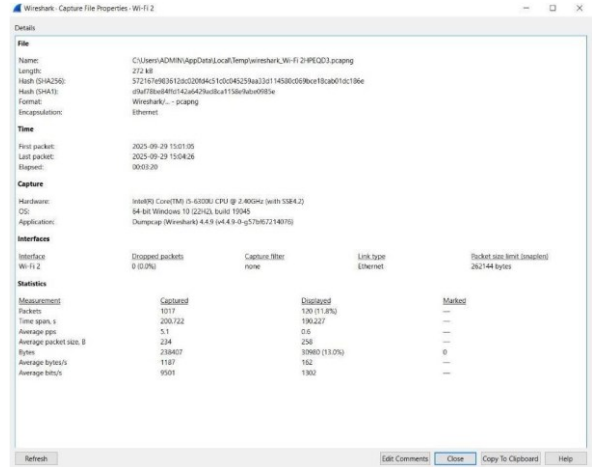 Wireshark · Capture File Properties · Wi-Fi 2
Details
File
Name: C:\Users\ADMIN\AppData\Local\Temp\wireshark_Wi-Fi 2HPEQD3.pcapng
Length: 272 kB
Hash (SHA256):
Hash (SHA1):
Format: Wireshark/... - pcapng
Encapsulation: Ethernet
Time
First packet: 2025-09-29 15:01:05
Last packet: 2025-09-29 15:04:26
Elapsed: 00:03:20
Capture
Hardware: Intel(R) Core(TM) i5-6300U CPU @ 2.40GHz (with SSE4.2)
OS: 64-bit Windows 10 (22H2), build 19045
Application: Dumpcap (Wireshark) 4.4.9 (v4.4.9-0-g57bf67214076)
Interfaces
Interface Dropped packets Capture filter Link type Packet size limit (snaplen)
Wi-Fi 2 0 (0.0%) none Ethernet 262144 bytes
Statistics
Measurement Captured Displayed Marked
Packets 1017 120 (11.8%) —
Time span, s 200.722 190.227 —
Average pps 5.1 0.6 —
Average packet size, B 234 258 —
Bytes 238407 30980 (13.0%) 0
Average bytes/s 1187 162 —
Average bits/s 9501 1302 —
Refresh Edit Comments Close Copy To Clipboard Help